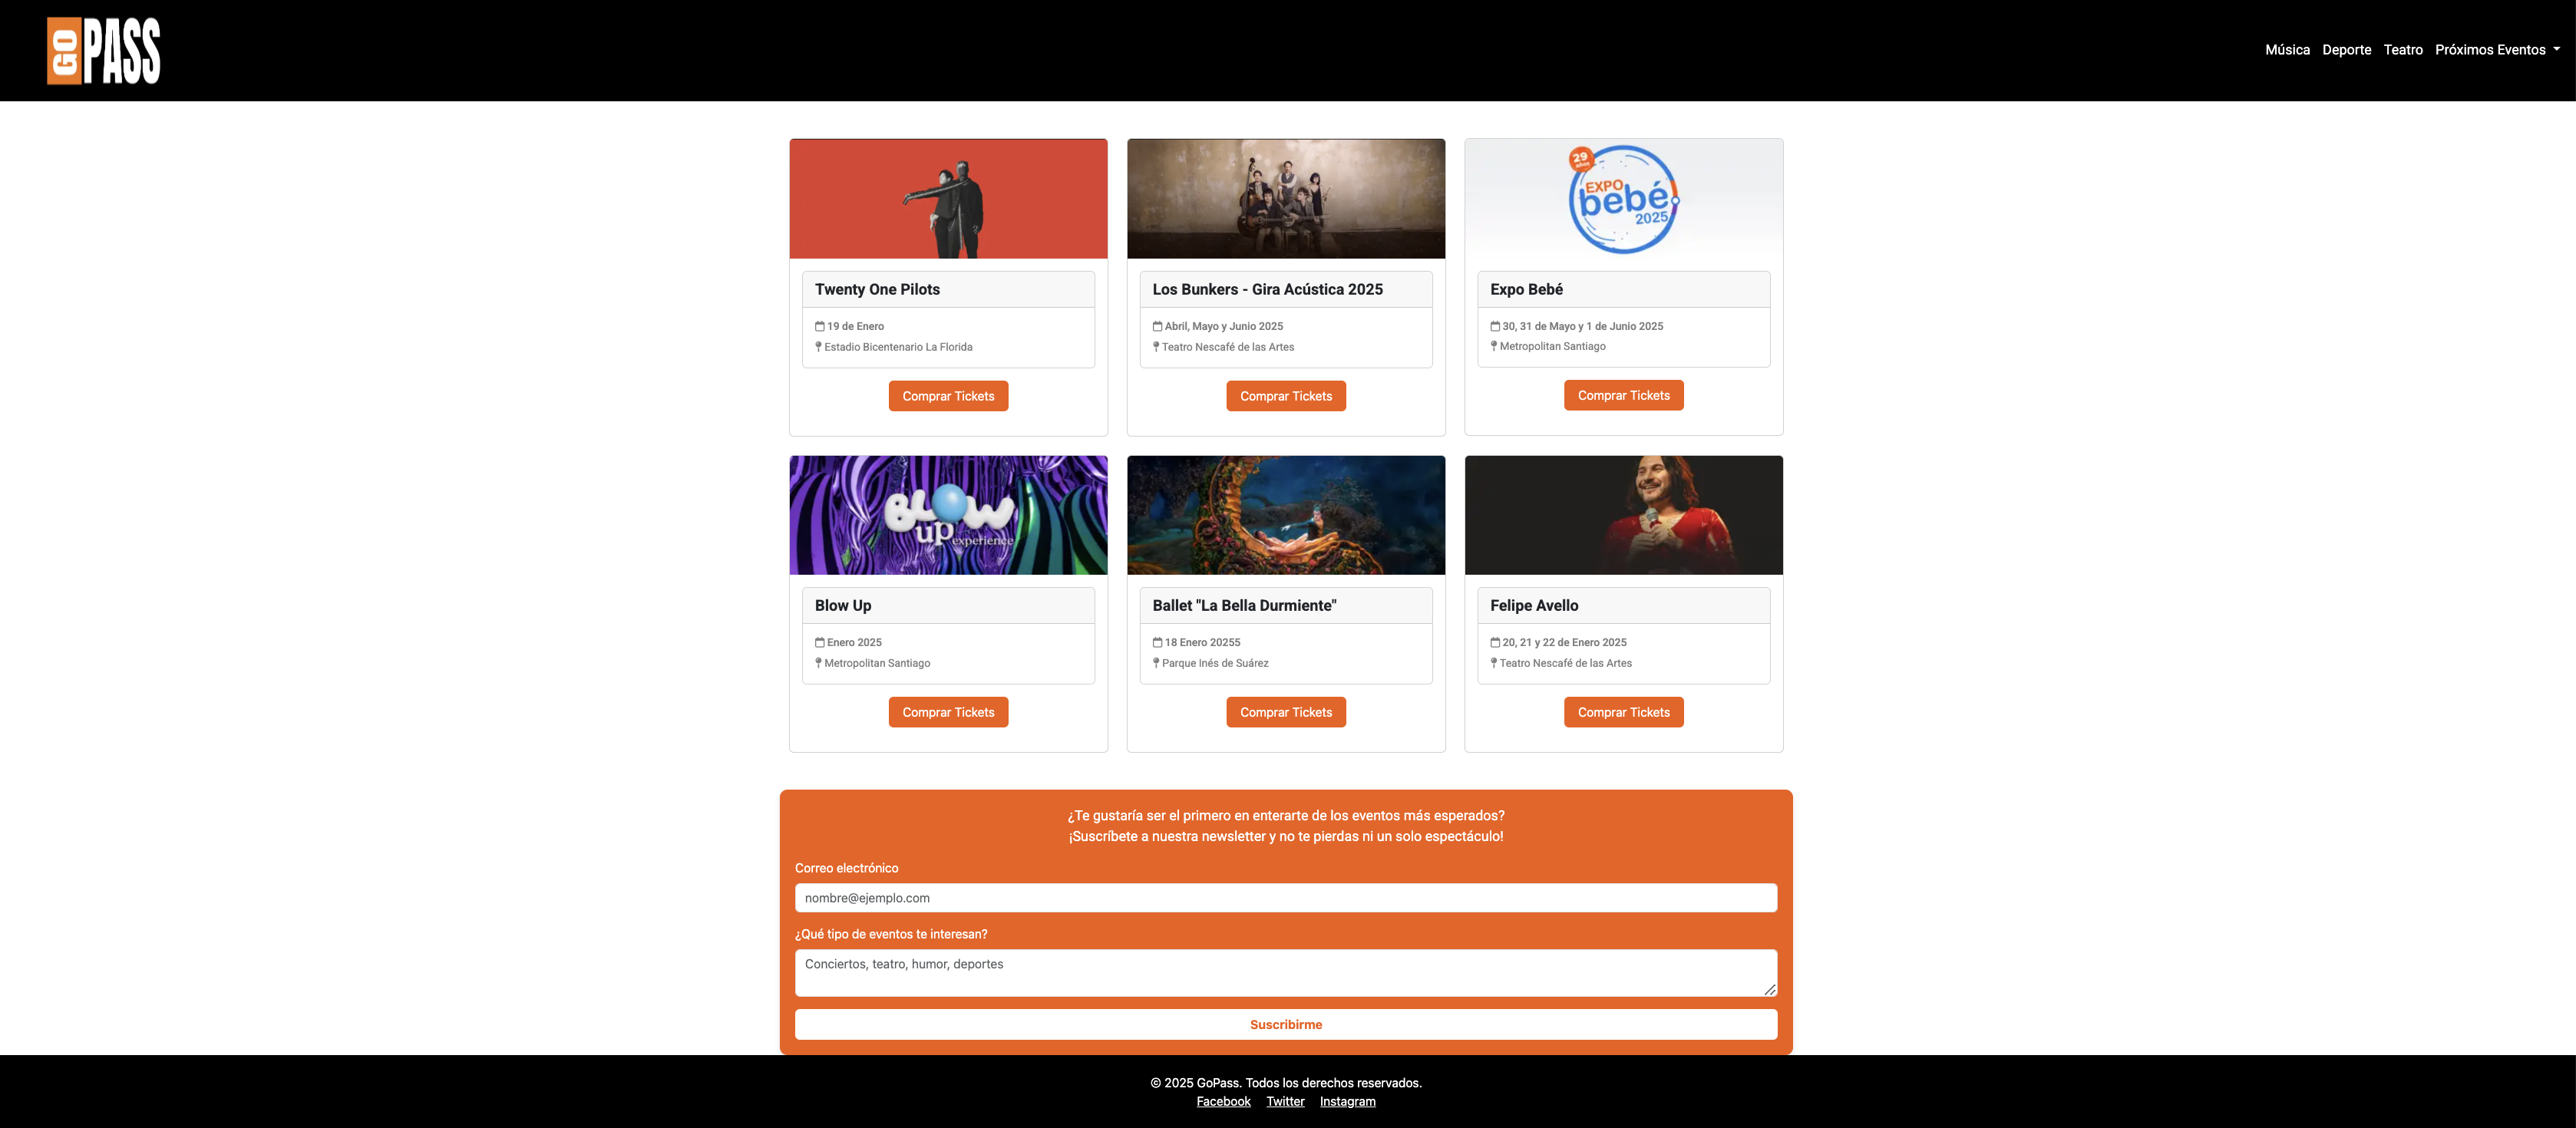 GO PASS
Música Deporte Teatro Próximos Eventos
29 años
EXPO
bebé
2025
Twenty One Pilots
19 de Enero
Estadio Bicentenario La Florida
Comprar Tickets
Los Bunkers - Gira Acústica 2025
Abril, Mayo y Junio 2025
Teatro Nescafé de las Artes
Comprar Tickets
Expo Bebé
30, 31 de Mayo y 1 de Junio 2025
Metropolitan Santiago
Comprar Tickets
BLOW
up experience
Blow Up
Enero 2025
Metropolitan Santiago
Comprar Tickets
Ballet "La Bella Durmiente"
18 Enero 20255
Parque Inés de Suárez
Comprar Tickets
Felipe Avello
20, 21 y 22 de Enero 2025
Teatro Nescafé de las Artes
Comprar Tickets
¿Te gustaría ser el primero en enterarte de los eventos más esperados?
¡Suscríbete a nuestra newsletter y no te pierdas ni un solo espectáculo!
Correo electrónico
nombre@ejemplo.com
¿Qué tipo de eventos te interesan?
Conciertos, teatro, humor, deportes
Suscribirme
© 2025 GoPass. Todos los derechos reservados.
Facebook Twitter Instagram